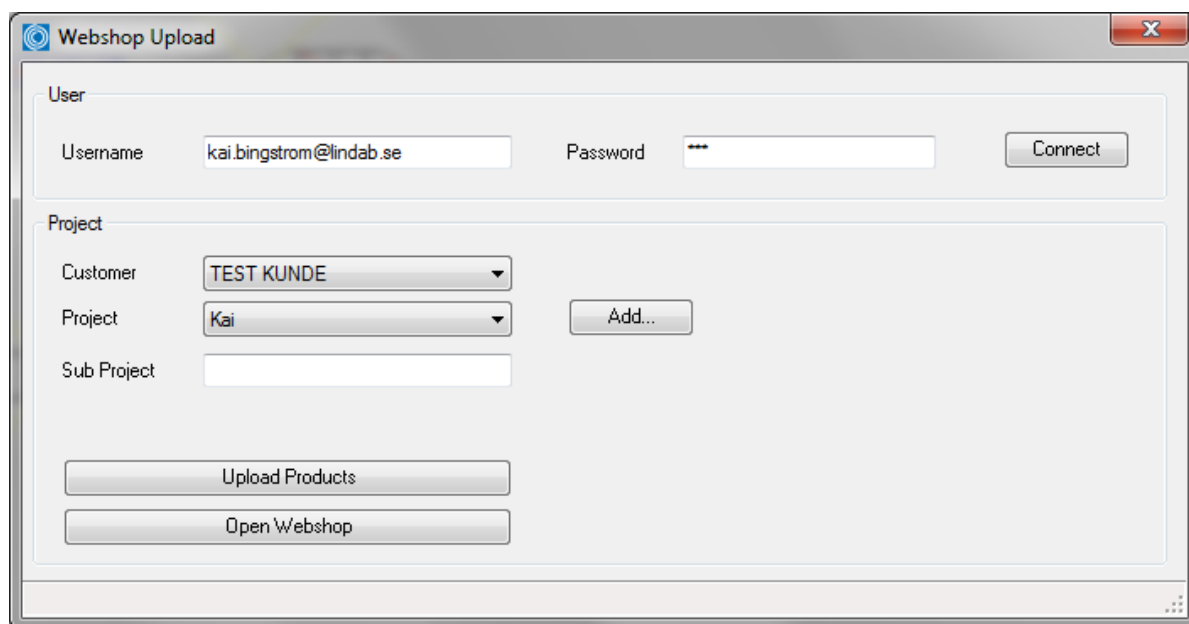 Webshop Upload
User
Username kai.bingstrom@lindab.se Password *** Connect
Project
Customer TEST KUNDE
Project Kai Add...
Sub Project
Upload Products
Open Webshop